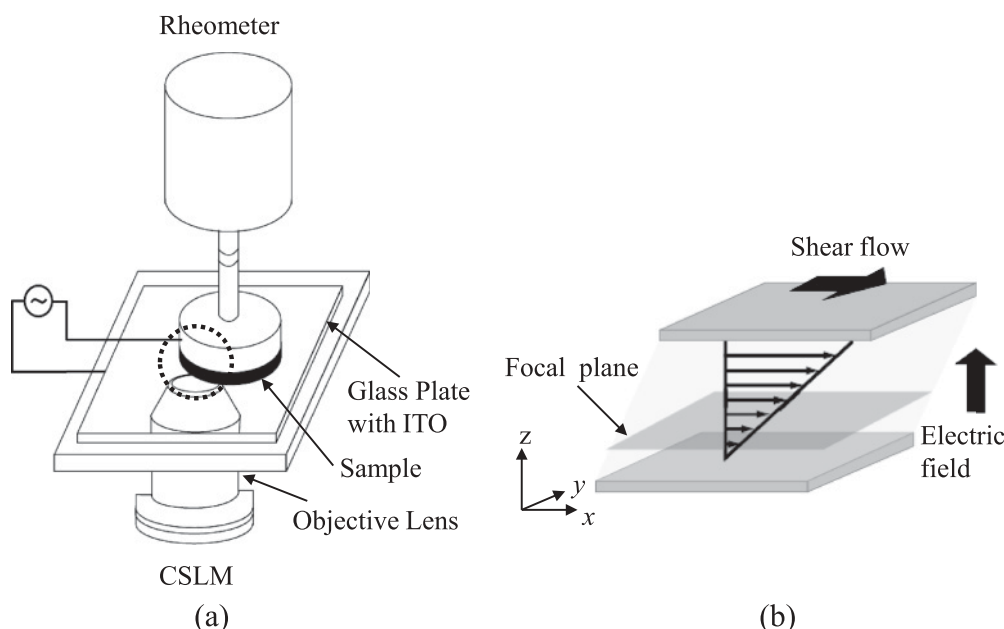 Rheometer
Glass Plate
with ITO
Sample
Objective Lens
CSLM
(a)
Shear flow
Focal plane
Electric
field
z
y
x
(b)